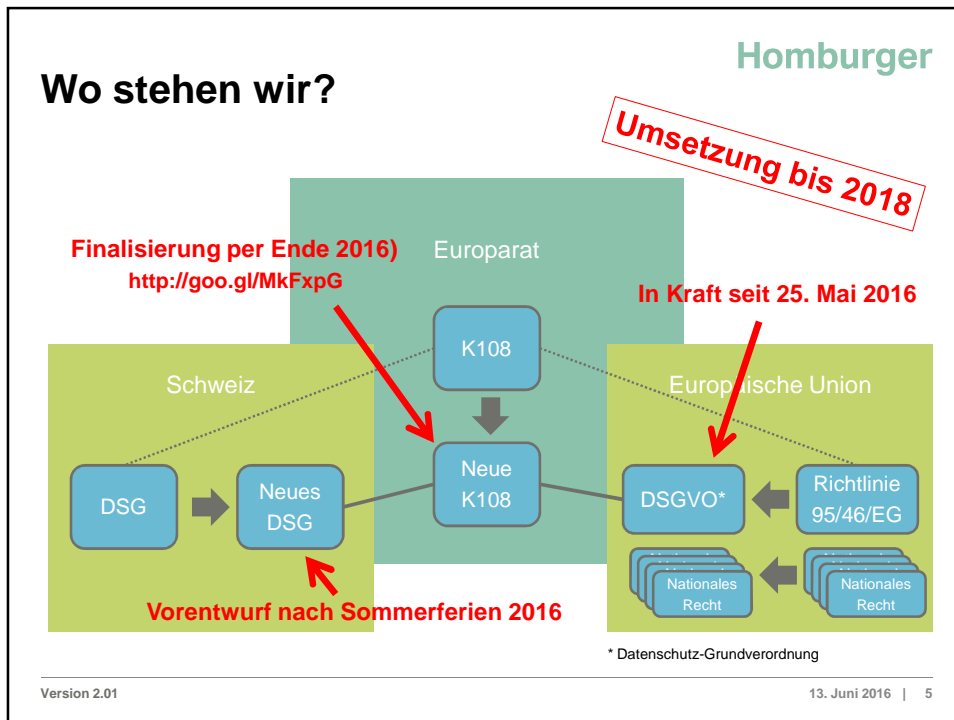 Homburger
Wo stehen wir?
Umsetzung bis 2018
Finalisierung per Ende 2016)
http://goo.gl/MkFxpG
Europarat
In Kraft seit 25. Mai 2016
K108
Schweiz
Europäische Union
DSG
Neues
DSG
Neue
K108
DSGVO*
Richtlinie
95/46/EG
Nationales
Recht
Nationales
Recht
Vorentwurf nach Sommerferien 2016
* Datenschutz-Grundverordnung
Version 2.01
13. Juni 2016 | 5